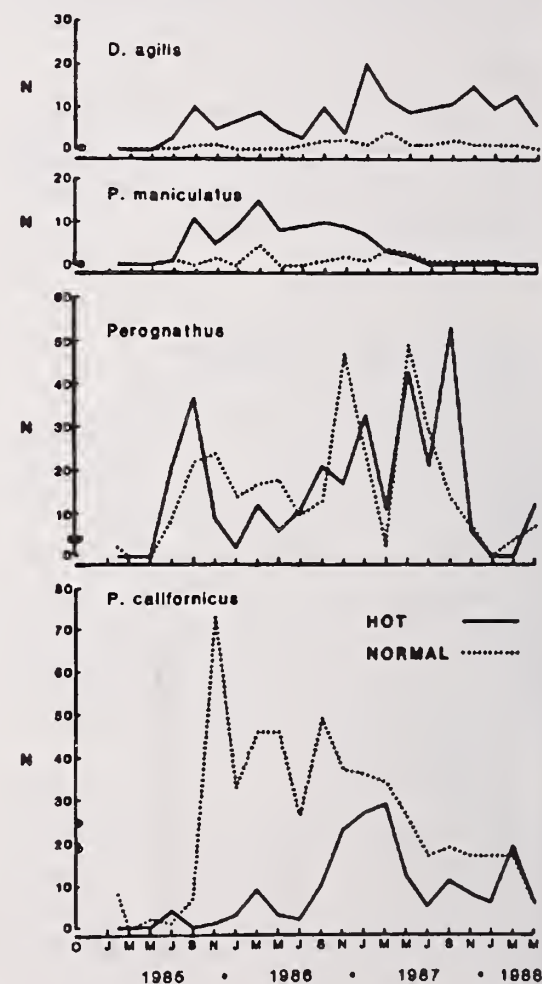 30
D. agilis
20
N
10
0
20
P. maniculatus
N
10
0
60
Perognathus
50
40
N
30
20
10
0
80
P. californicus
HOT
70
NORMAL
60
50
N
40
30
20
10
0
O J M M J S N J M M J S N J M M J S N J M M
1985 • 1986 • 1987 • 1988